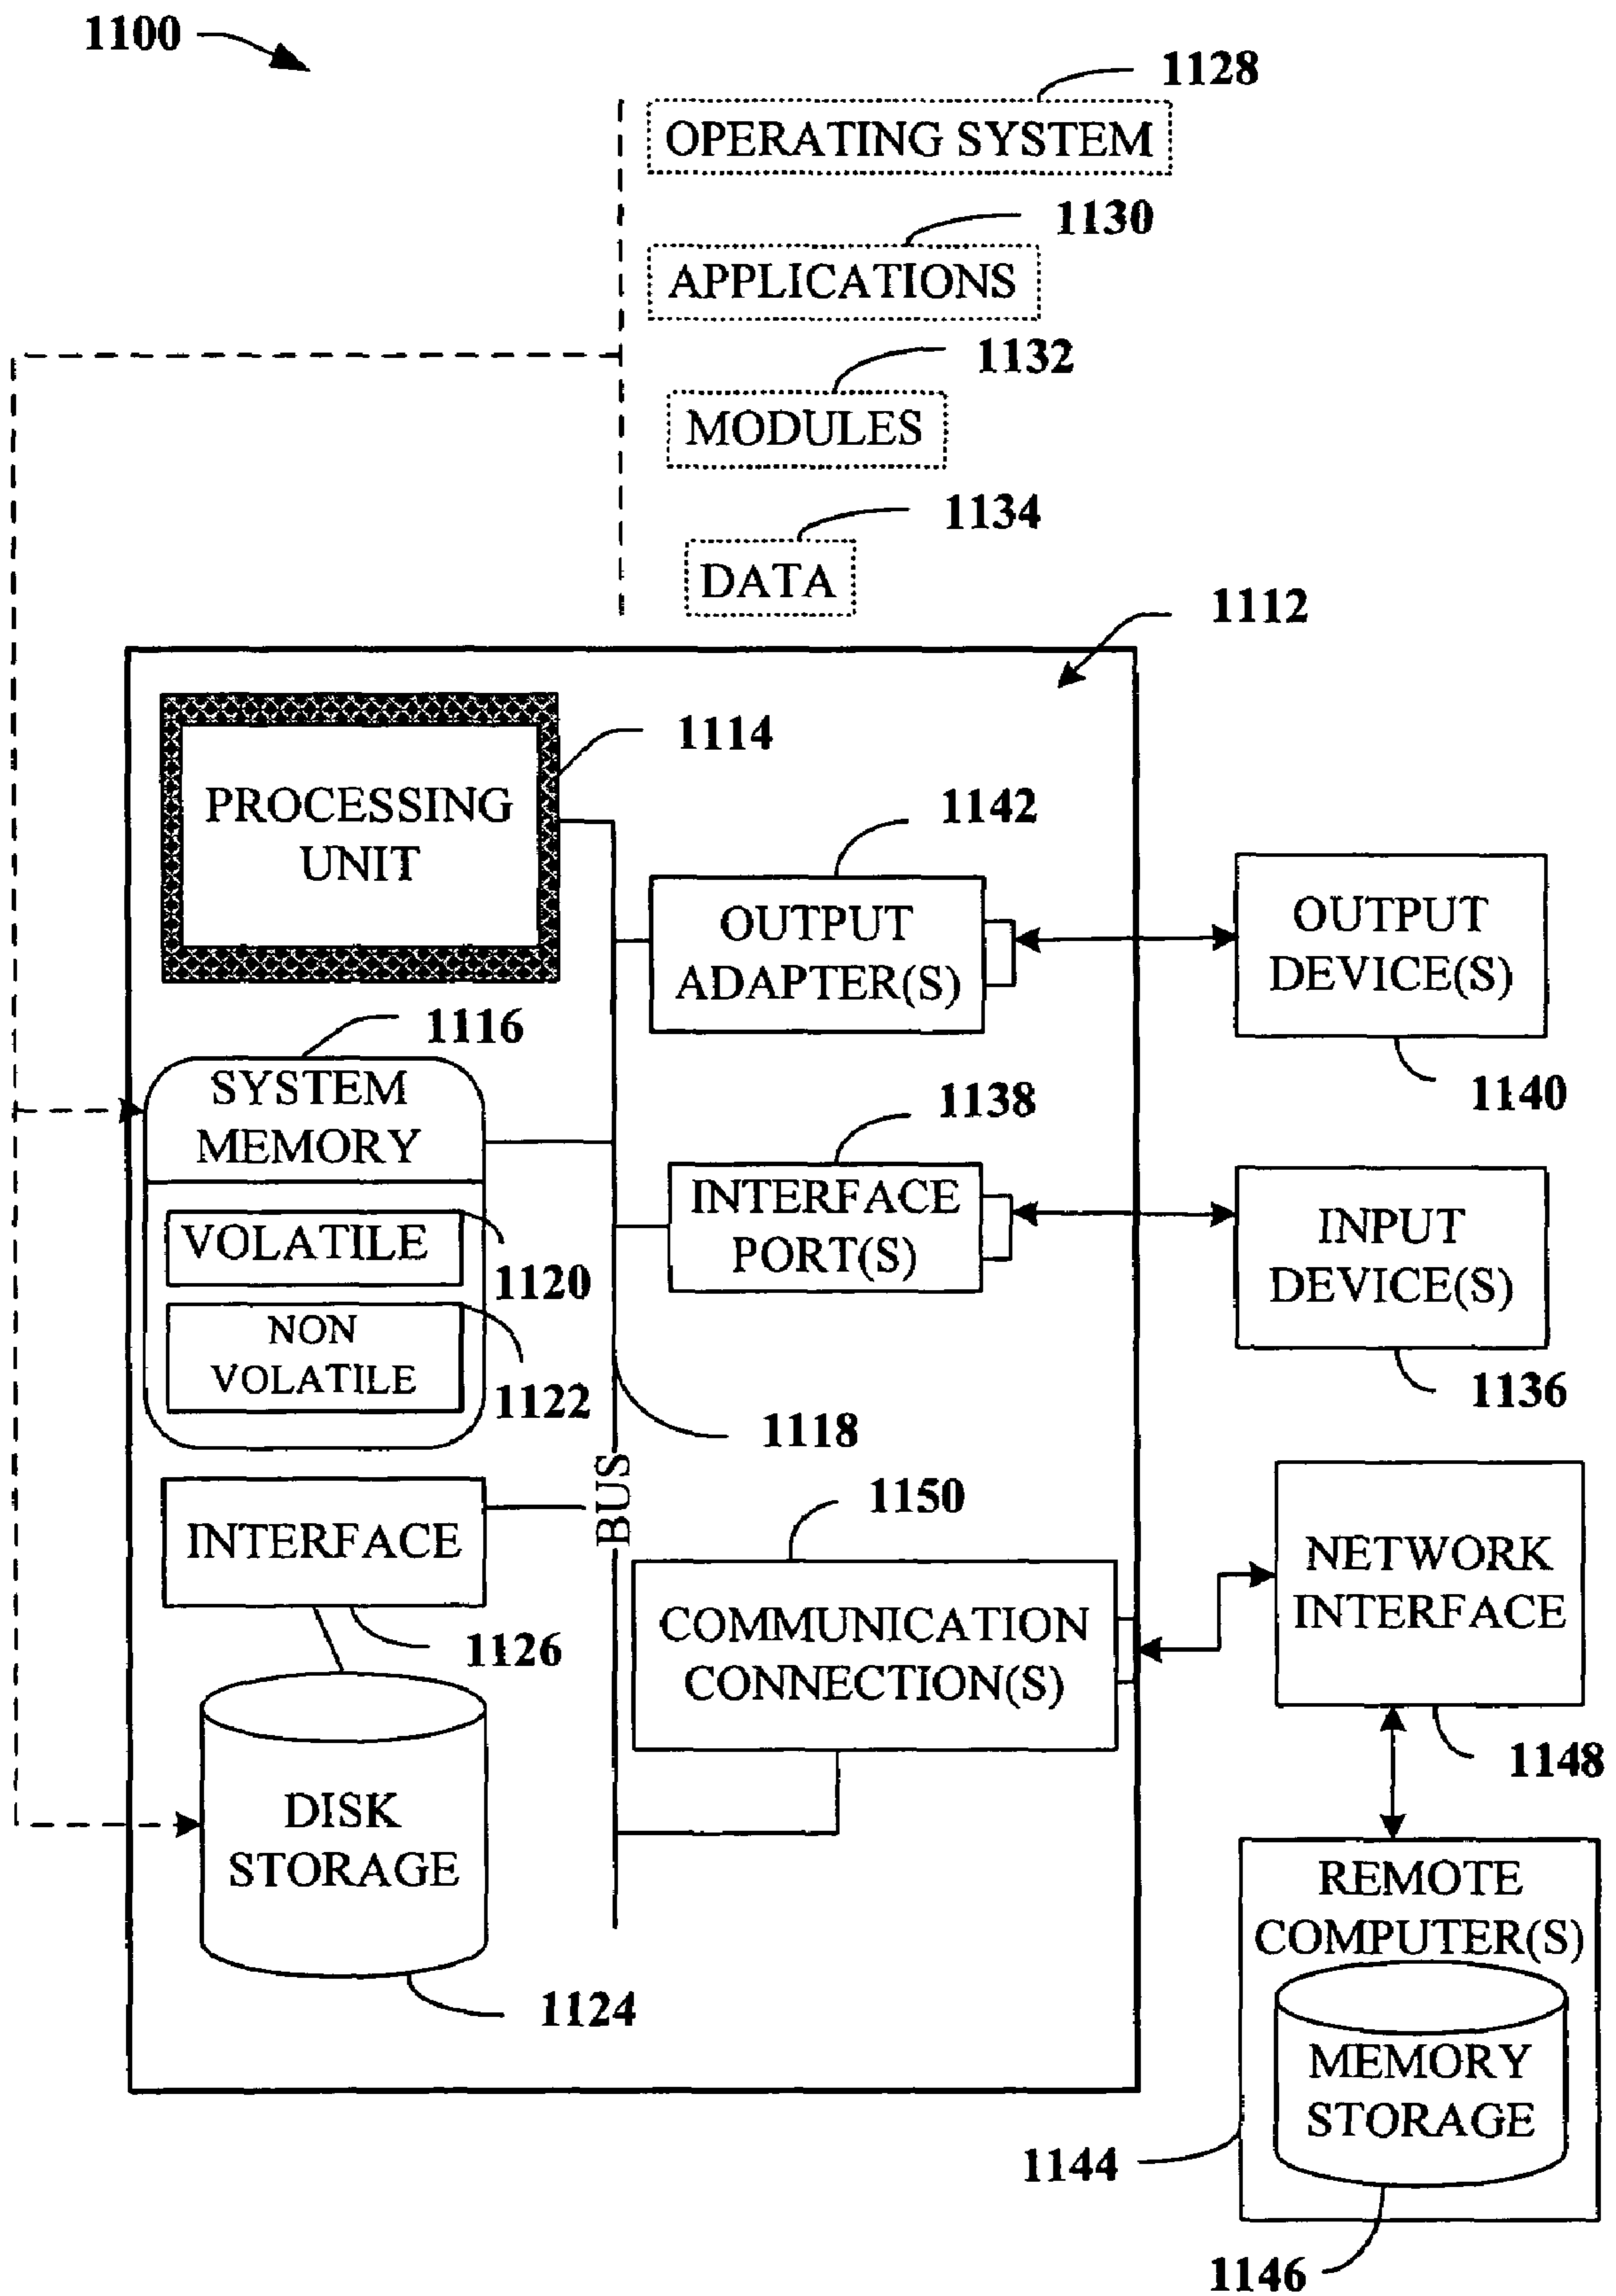 1100
1128
OPERATING SYSTEM
1130
APPLICATIONS
1132
MODULES
1134
DATA
1112
1114
PROCESSING
UNIT
1142
OUTPUT
ADAPTER(S)
OUTPUT
DEVICE(S)
1140
1116
SYSTEM
MEMORY
VOLATILE
1120
NON
VOLATILE
1122
1138
INTERFACE
PORT(S)
INPUT
DEVICE(S)
1136
1118
BUS
INTERFACE
1126
1150
COMMUNICATION
CONNECTION(S)
NETWORK
INTERFACE
1148
DISK
STORAGE
1124
REMOTE
COMPUTER(S)
MEMORY
STORAGE
1144
1146